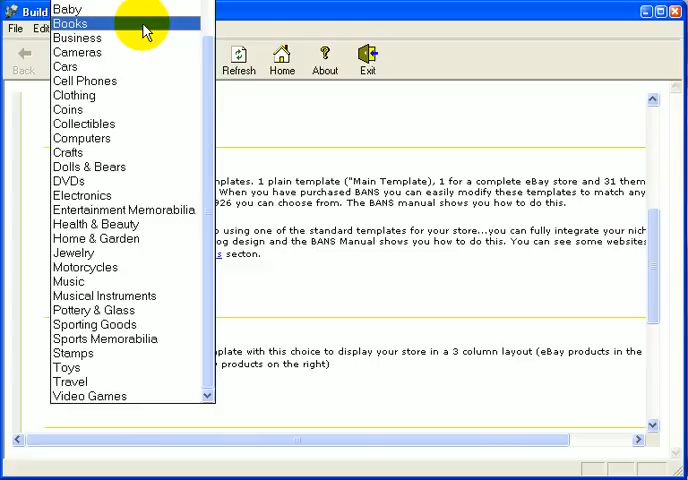 Build
File Edi
Back
Refresh
Home
About
Exit
Baby
Books
Business
Cameras
Cars
Cell Phones
Clothing
Coins
Collectibles
Computers
Crafts
Dolls & Bears
DVDs
Electronics
Entertainment Memorabilia
Health & Beauty
Home & Garden
Jewelry
Motorcycles
Music
Musical Instruments
Pottery & Glass
Sporting Goods
Sports Memorabilia
Stamps
Toys
Travel
Video Games
nplates. 1 plain template ("Main Template), 1 for a complete eBay store and 31 them
When you have purchased BANS you can easily modify these templates to match any
926 you can choose from. The BANS manual shows you how to do this.
o using one of the standard templates for your store...you can fully integrate your nich
og design and the BANS Manual shows you how to do this. You can see some websites
s secton.
plate with this choice to display your store in a 3 column layout (eBay products in the
y products on the right)